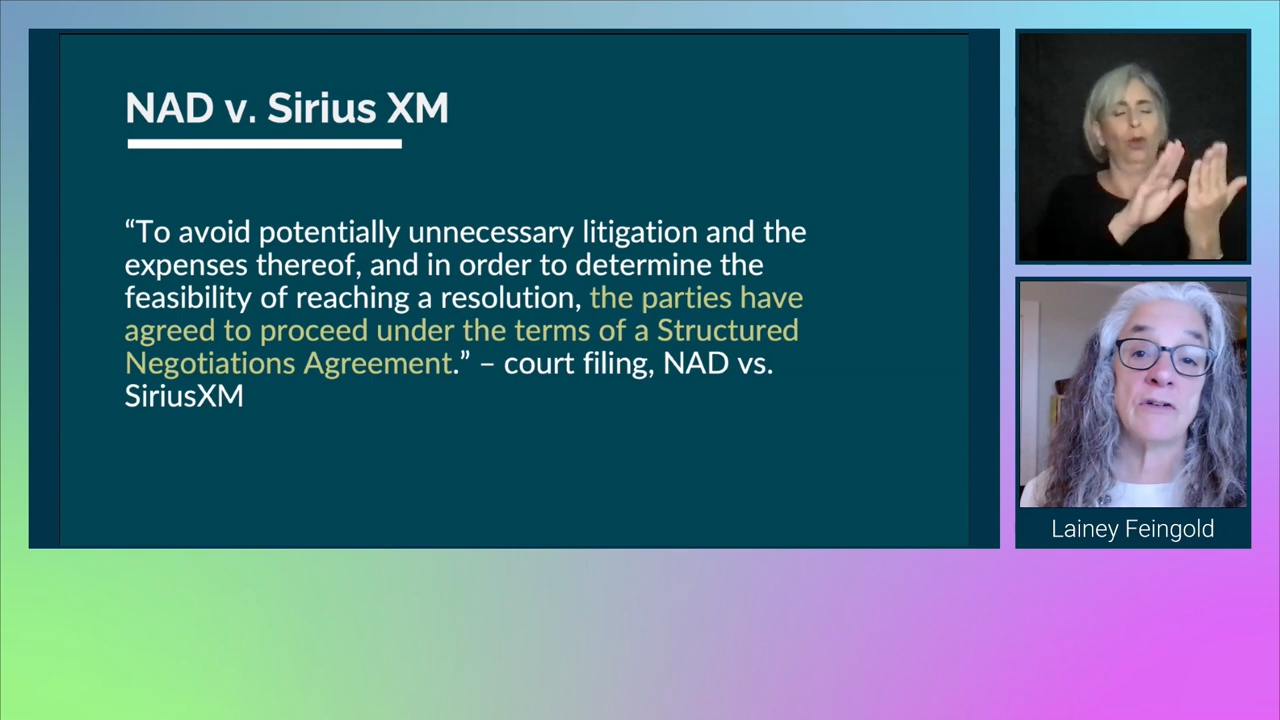 NAD v. Sirius XM
“To avoid potentially unnecessary litigation and the
expenses thereof, and in order to determine the
feasibility of reaching a resolution, the parties have
agreed to proceed under the terms of a Structured
Negotiations Agreement.” – court filing, NAD vs.
SiriusXM
Lainey Feingold